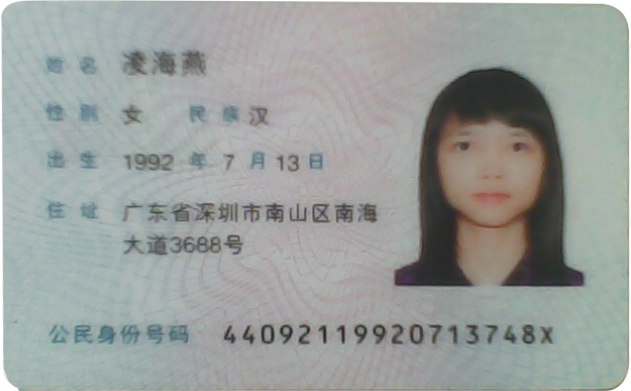 姓名 凌海燕
性别 女 民族 汉
出生 1992 年 7 月 13 日
住址 广东省深圳市南山区南海
大道3688号
公民身份号码 44092119920713748X